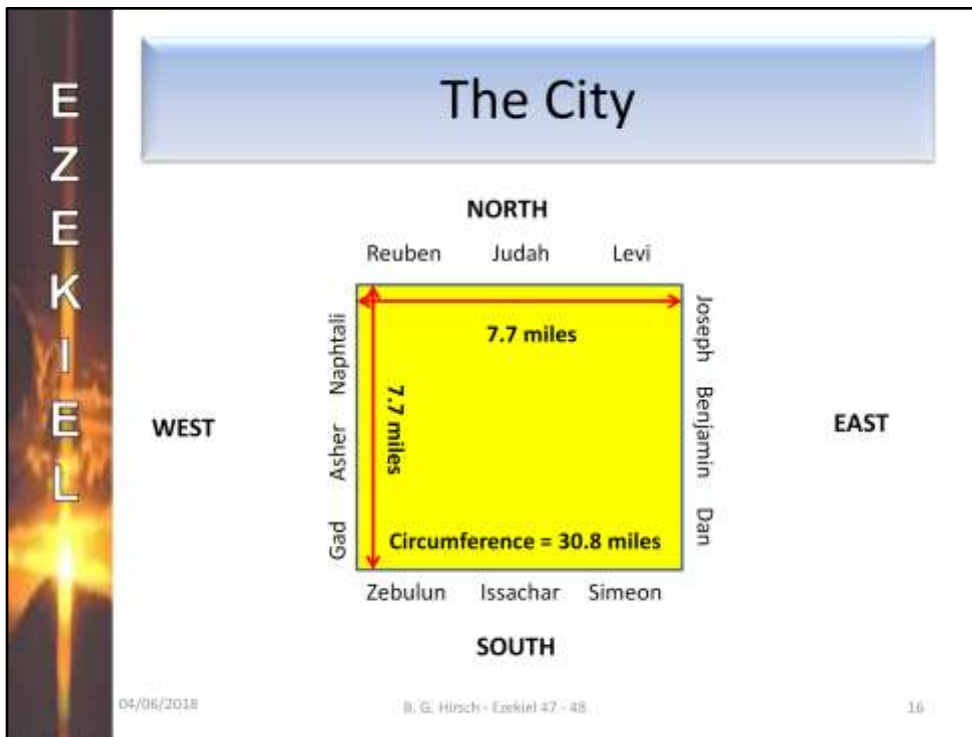 EZEKIEL
The City
NORTH
Reuben Judah Levi
Naphtali
Asher
Gad
7.7 miles
7.7 miles
Circumference = 30.8 miles
Joseph
Benjamin
Dan
WEST
EAST
Zebulun Issachar Simeon
SOUTH
04/06/2018
B. G. Hirsch - Ezekiel 47 - 48
16